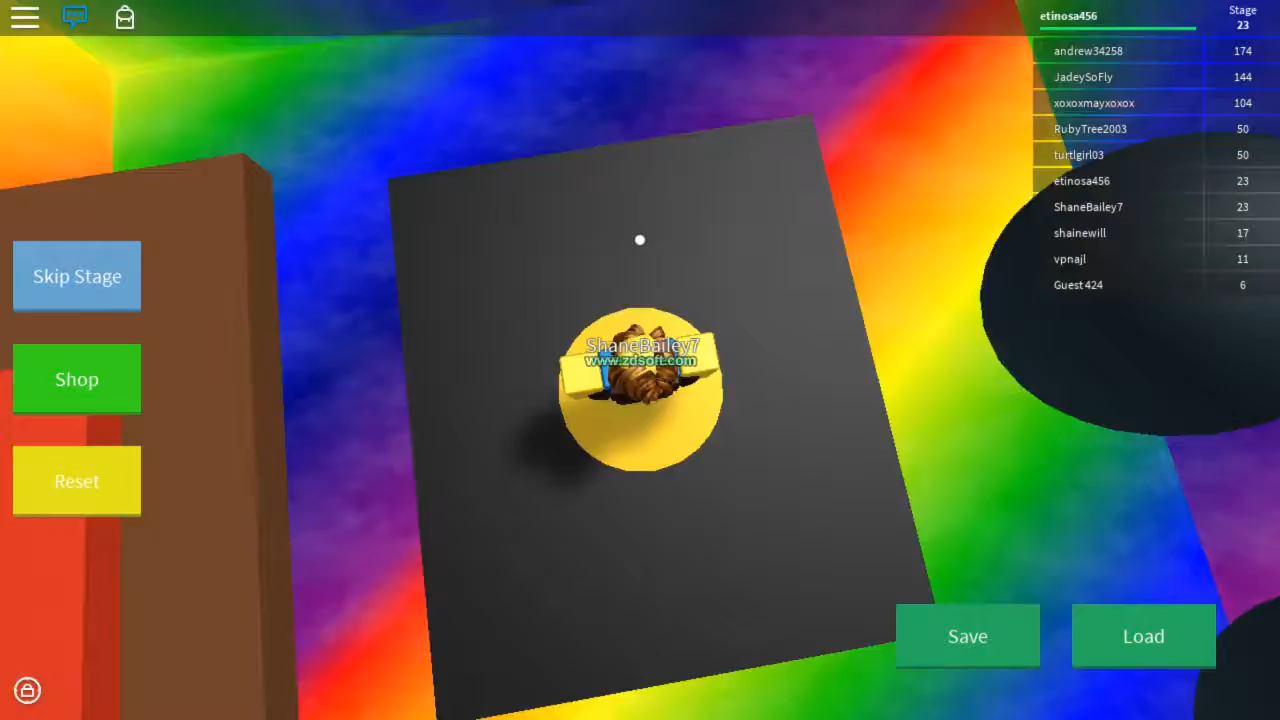 etinosa456
Stage
23
andrew34258 174
JadeySoFly 144
xoxoxmayxoxox 104
RubyTree2003 50
turtlgirl03 50
etinosa456 23
ShaneBailey7 23
shainewill 17
vpnajl 11
Guest 424 6
Skip Stage
ShaneBailey7
www.zdsoft.com
Shop
Reset
Save Load